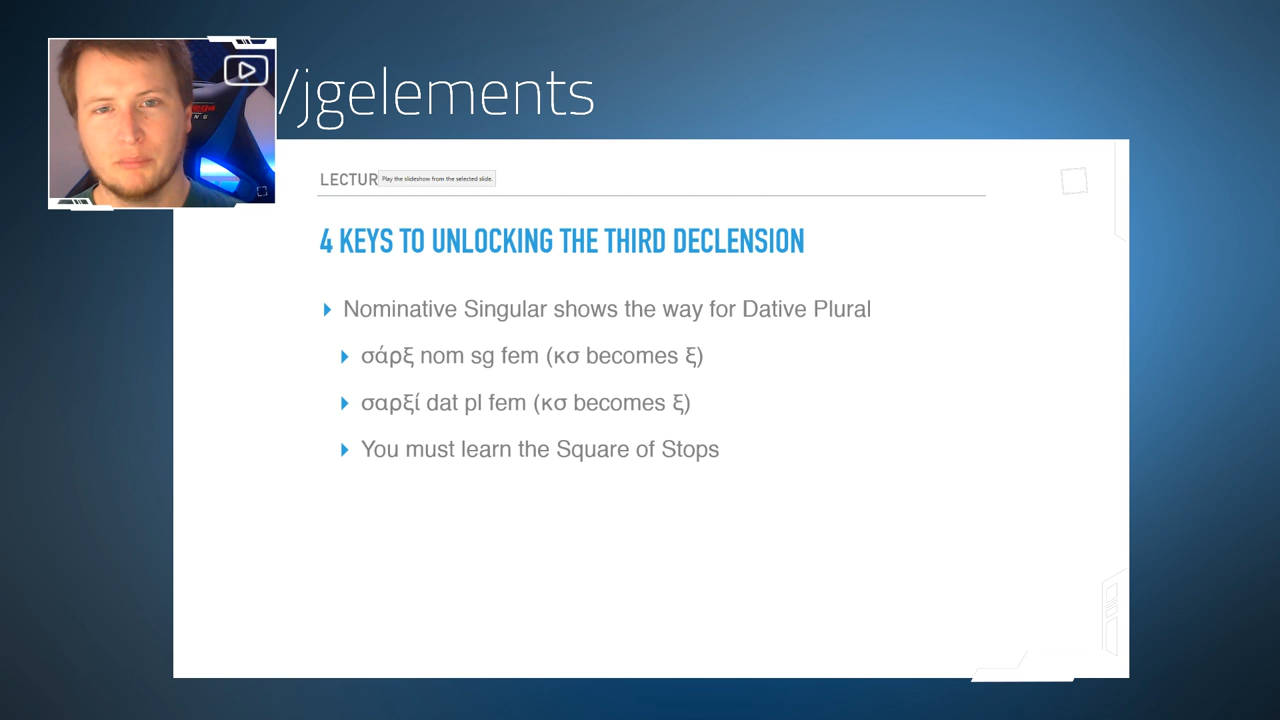 /jgelements
LECTUR
Play the slideshow from the selected slide.
4 KEYS TO UNLOCKING THE THIRD DECLENSION
Nominative Singular shows the way for Dative Plural
σάρξ nom sg fem (κσ becomes ξ)
σαρξί dat pl fem (κσ becomes ξ)
You must learn the Square of Stops